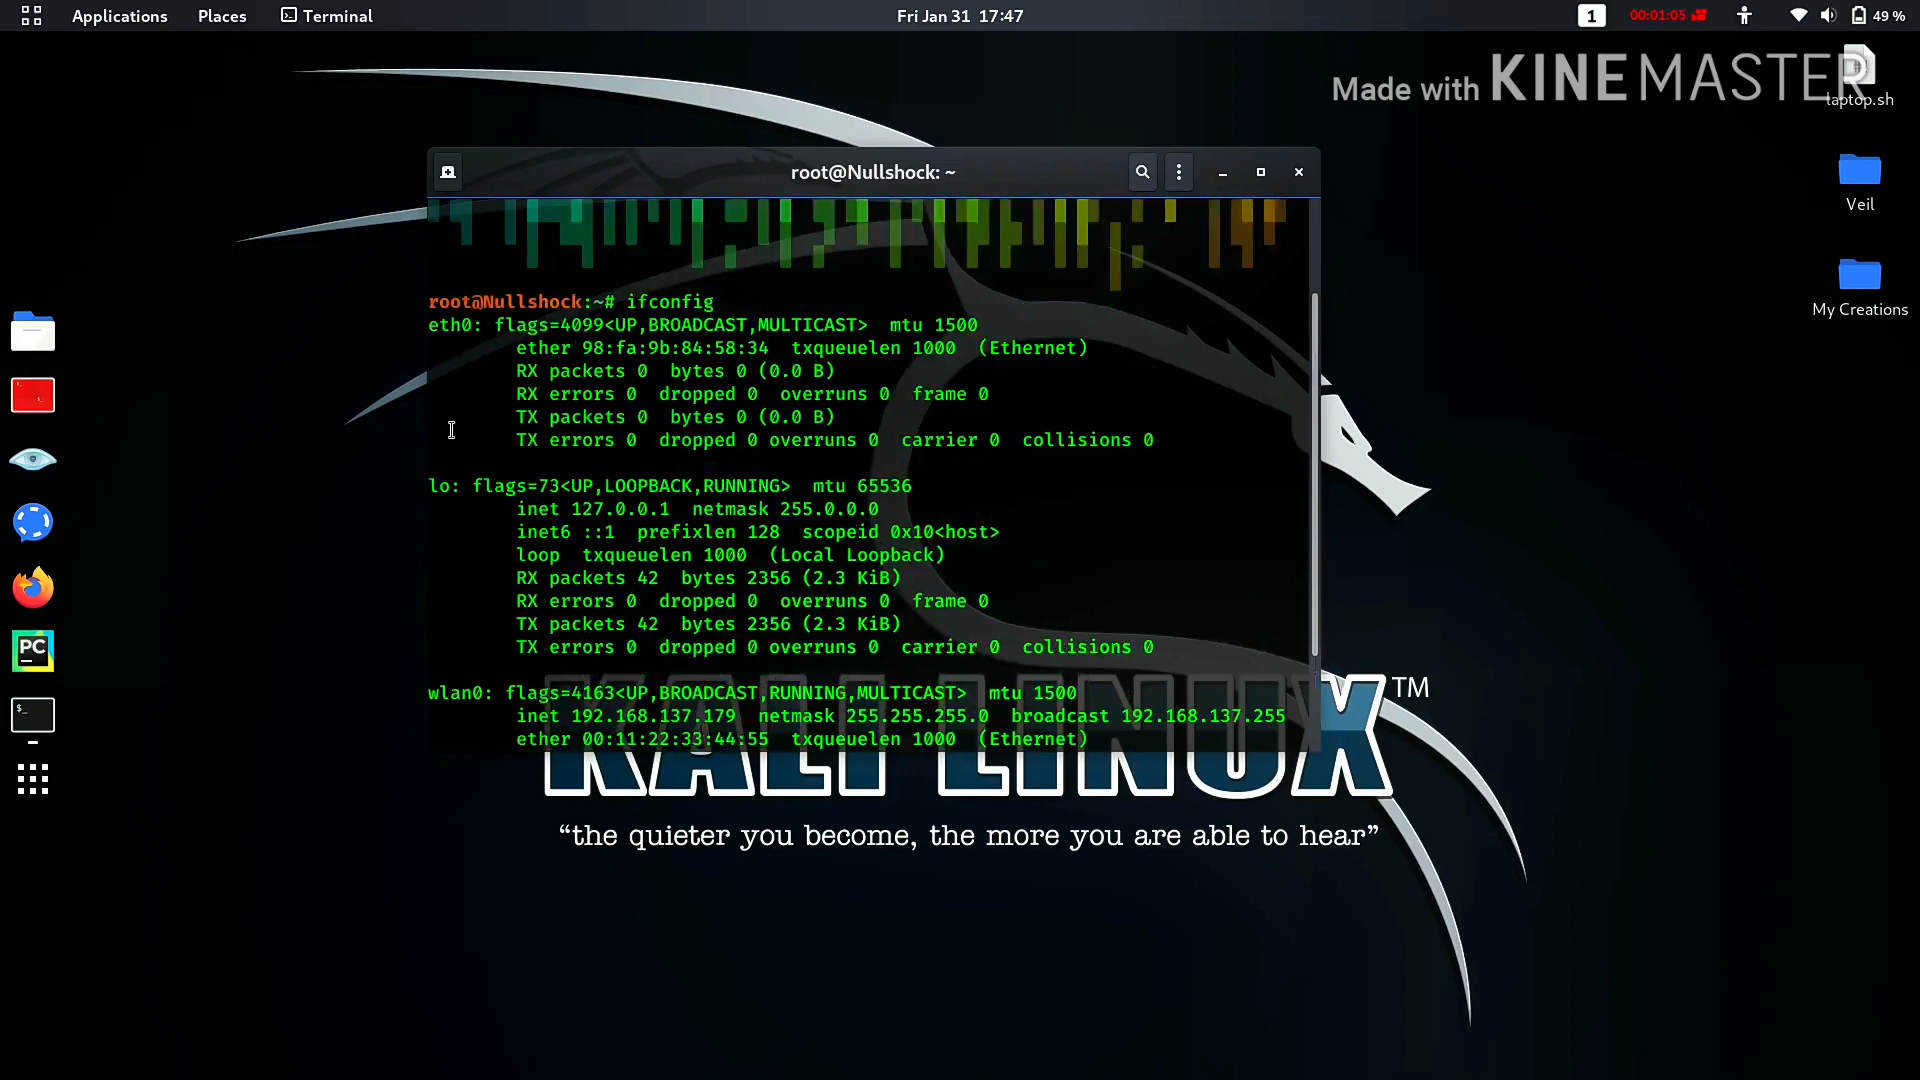 Applications Places Terminal Fri Jan 31 17:47 1 00:01:05 49 %
Made with KINEMASTER
laptop.sh
root@Nullshock: ~
Veil
My Creations
root@Nullshock:~# ifconfig
eth0: flags=4099<UP,BROADCAST,MULTICAST>  mtu 1500
ether 98:fa:9b:84:58:34  txqueuelen 1000  (Ethernet)
RX packets 0  bytes 0 (0.0 B)
RX errors 0  dropped 0  overruns 0  frame 0
TX packets 0  bytes 0 (0.0 B)
TX errors 0  dropped 0 overruns 0  carrier 0  collisions 0
lo: flags=73<UP,LOOPBACK,RUNNING>  mtu 65536
inet 127.0.0.1  netmask 255.0.0.0
inet6 ::1  prefixlen 128  scopeid 0x10<host>
loop  txqueuelen 1000  (Local Loopback)
RX packets 42  bytes 2356 (2.3 KiB)
RX errors 0  dropped 0  overruns 0  frame 0
TX packets 42  bytes 2356 (2.3 KiB)
TX errors 0  dropped 0 overruns 0  carrier 0  collisions 0
wlan0: flags=4163<UP,BROADCAST,RUNNING,MULTICAST>  mtu 1500
inet 192.168.137.179  netmask 255.255.255.0  broadcast 192.168.137.255
ether 00:11:22:33:44:55  txqueuelen 1000  (Ethernet)
PC
$_
KALI LINUX TM
“the quieter you become, the more you are able to hear”